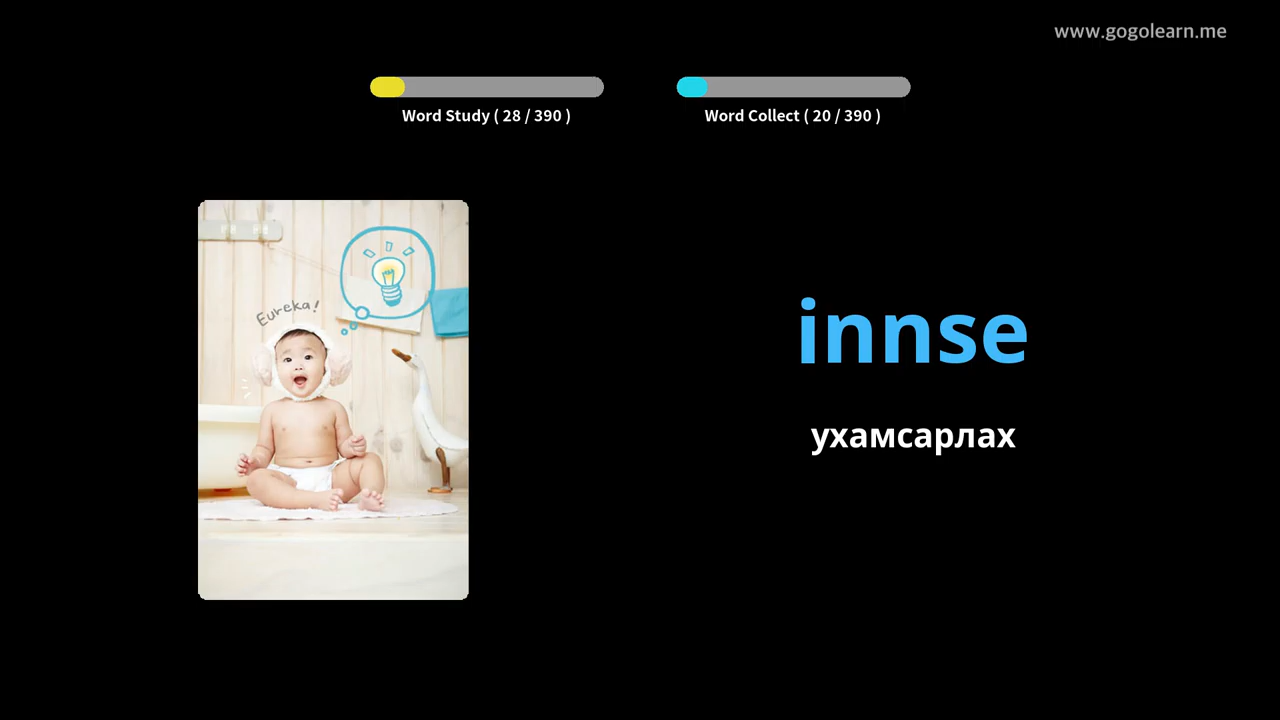 www.gogolearn.me
Word Study ( 28 / 390 )
Word Collect ( 20 / 390 )
Eureka!
innse
ухамсарлах